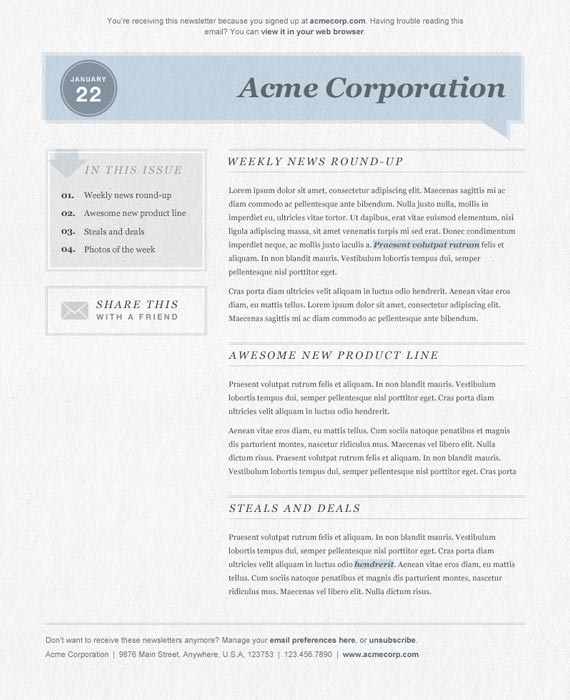 You're receiving this newsletter because you signed up at acmecorp.com. Having trouble reading this
email? You can view it in your web browser.
JANUARY
22
Acme Corporation
IN THIS ISSUE
01. Weekly news round-up
02. Awesome new product line
03. Steals and deals
04. Photos of the week
SHARE THIS
WITH A FRIEND
WEEKLY NEWS ROUND-UP
Lorem ipsum dolor sit amet, consectetur adipiscing elit. Maecenas sagittis mi ac
diam commodo ac pellentesque ante bibendum. Nulla justo nulla, mollis in
imperdiet eu, ultricies vitae tortor. Ut dapibus, erat vitae euismod elementum, nisi
ligula adipiscing massa, sit amet venenatis turpis mi sed erat. Donec condimentum
imperdiet neque, ac mollis justo iaculis a. Praesent volutpat rutrum felis et
aliquam. In non blandit mauris. Vestibulum lobortis tempus dui, semper
pellentesque nisl porttitor eget.
Cras porta diam ultricies velit aliquam in luctus odio hendrerit. Aenean vitae eros
diam, eu mattis tellus. Lorem ipsum dolor sit amet, consectetur adipiscing elit.
Maecenas sagittis mi ac diam commodo ac pellentesque ante bibendum.
AWESOME NEW PRODUCT LINE
Praesent volutpat rutrum felis et aliquam. In non blandit mauris. Vestibulum
lobortis tempus dui, semper pellentesque nisl porttitor eget. Cras porta diam
ultricies velit aliquam in luctus odio hendrerit.
Aenean vitae eros diam, eu mattis tellus. Cum sociis natoque penatibus et magnis
dis parturient montes, nascetur ridiculus mus. Maecenas vel libero elit. Nulla
dictum risus. Praesent volutpat rutrum felis et aliquam. In non blandit mauris.
Vestibulum lobortis tempus dui, semper pellentesque nisl porttitor eget. Cras porta
STEALS AND DEALS
Praesent volutpat rutrum felis et aliquam. In non blandit mauris. Vestibulum
lobortis tempus dui, semper pellentesque nisl porttitor eget. Cras porta diam
ultricies velit aliquam in luctus odio hendrerit. Aenean vitae eros diam, eu mattis
tellus. Cum sociis natoque penatibus et magnis dis parturient montes, nascetur
ridiculus mus. Maecenas vel libero elit. Nulla dictum risus.
Don't want to receive these newsletters anymore? Manage your email preferences here, or unsubscribe.
Acme Corporation | 9876 Main Street, Anywhere, U.S.A, 123753 | 123.456.7890 | www.acmecorp.com